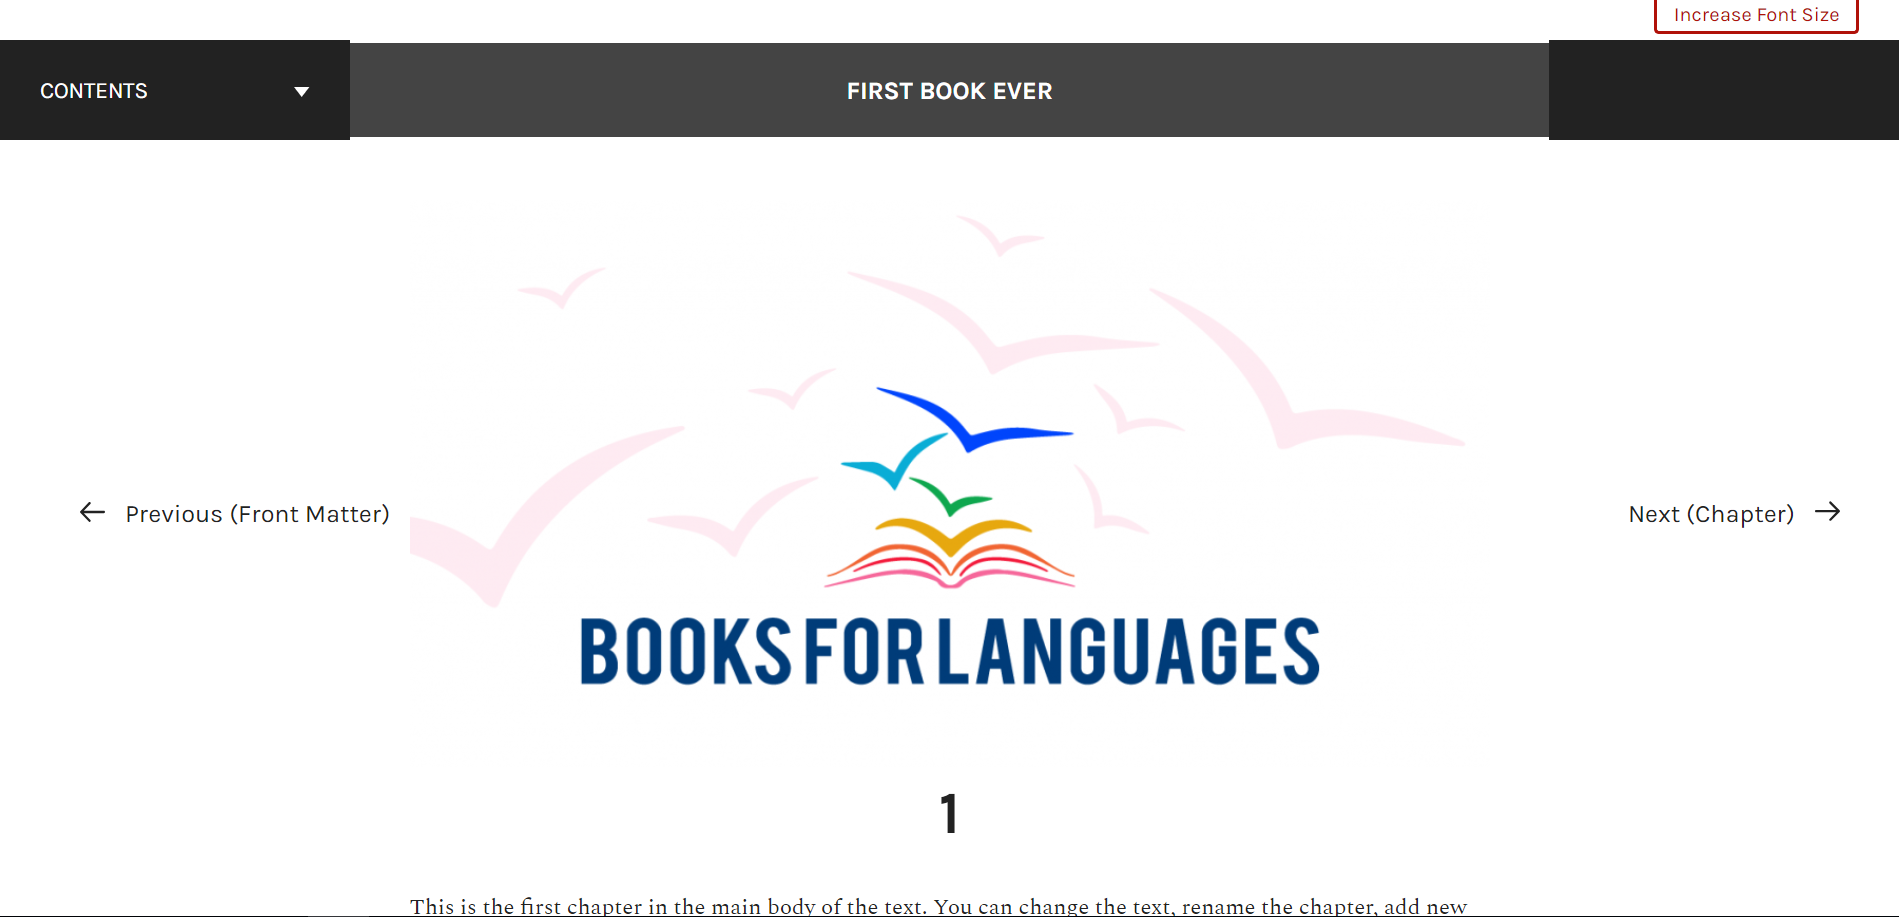 Increase Font Size
CONTENTS
FIRST BOOK EVER
Previous (Front Matter)
Next (Chapter)
BOOKS FOR LANGUAGES
1
This is the first chapter in the main body of the text. You can change the text, rename the chapter, add new